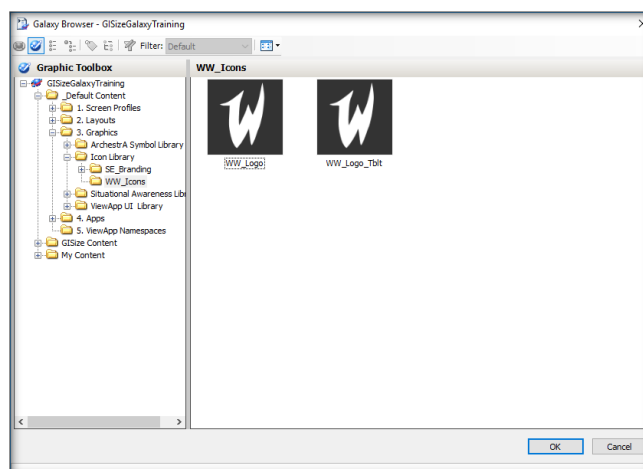 Galaxy Browser - GISizeGalaxyTraining
Filter: Default
Graphic Toolbox
WW_Icons
GISizeGalaxyTraining
_Default Content
1. Screen Profiles
2. Layouts
3. Graphics
ArchestrA Symbol Library
Icon Library
SE_Branding
WW_Icons
Situational Awareness Libr
ViewApp UI Library
4. Apps
5. ViewApp Namespaces
GISize Content
My Content
WW_Logo
WW_Logo_Tblt
OK
Cancel